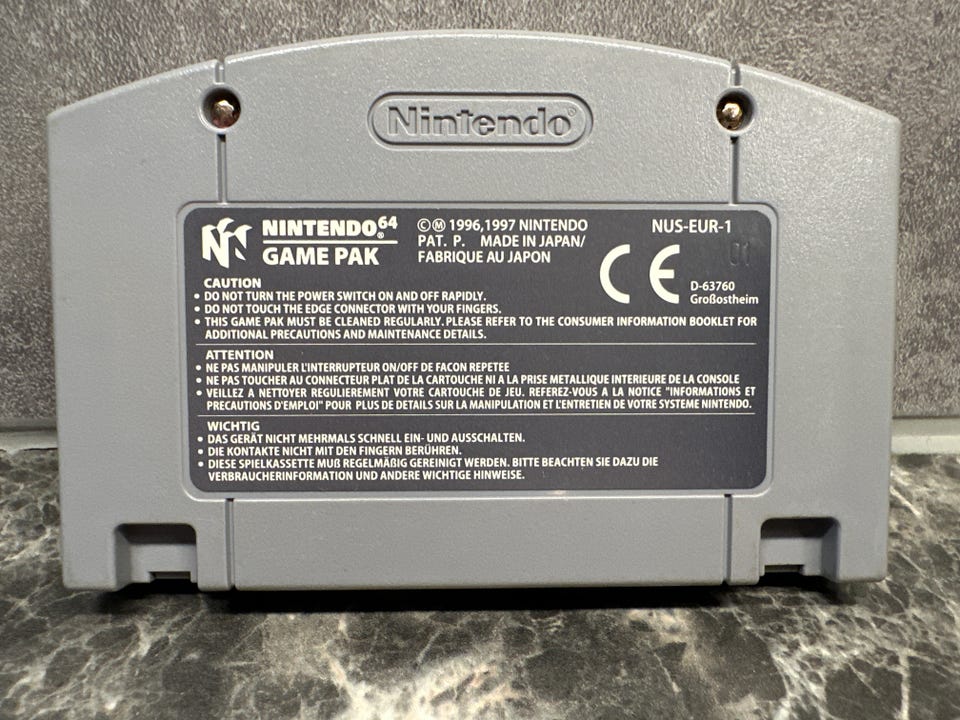 Nintendo®
NINTENDO64® GAME PAK
©Ⓜ 1996,1997 NINTENDO
PAT. P. MADE IN JAPAN/
FABRIQUE AU JAPON
NUS-EUR-1
01
CE
D-63760
Großostheim
CAUTION
• DO NOT TURN THE POWER SWITCH ON AND OFF RAPIDLY.
• DO NOT TOUCH THE EDGE CONNECTOR WITH YOUR FINGERS.
• THIS GAME PAK MUST BE CLEANED REGULARLY. PLEASE REFER TO THE CONSUMER INFORMATION BOOKLET FOR
ADDITIONAL PRECAUTIONS AND MAINTENANCE DETAILS.
ATTENTION
• NE PAS MANIPULER L'INTERRUPTEUR ON/OFF DE FACON REPETEE
• NE PAS TOUCHER AU CONNECTEUR PLAT DE LA CARTOUCHE NI A LA PRISE METALLIQUE INTERIEURE DE LA CONSOLE
• VEILLEZ A NETTOYER REGULIEREMENT VOTRE CARTOUCHE DE JEU. REFEREZ-VOUS A LA NOTICE "INFORMATIONS ET
PRECAUTIONS D'EMPLOI" POUR PLUS DE DETAILS SUR LA MANIPULATION ET L'ENTRETIEN DE VOTRE SYSTEME NINTENDO.
WICHTIG
• DAS GERÄT NICHT MEHRMALS SCHNELL EIN- UND AUSSCHALTEN.
• DIE KONTAKTE NICHT MIT DEN FINGERN BERÜHREN.
• DIESE SPIELKASSETTE MUß REGELMÄßIG GEREINIGT WERDEN. BITTE BEACHTEN SIE DAZU DIE
VERBRAUCHERINFORMATION UND ANDERE WICHTIGE HINWEISE.